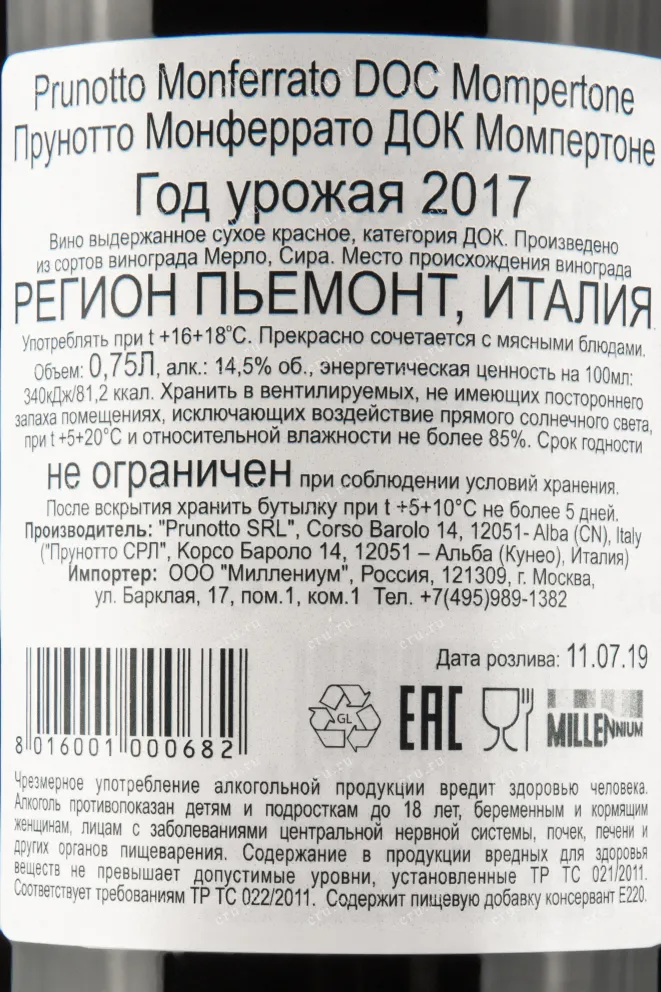 Prunotto Monferrato DOC Mompertone
Прунотто Монферрато ДОК Момпертоне
Год урожая 2017
Вино выдержанное сухое красное, категория ДОК. Произведено
из сортов винограда Мерло, Сира. Место происхождения винограда
РЕГИОН ПЬЕМОНТ, ИТАЛИЯ.
Употреблять при t +16+18°C. Прекрасно сочетается с мясными блюдами.
Объем: 0,75Л, алк.: 14,5% об., энергетическая ценность на 100мл:
340кДж/81,2 ккал. Хранить в вентилируемых, не имеющих постороннего
запаха помещениях, исключающих воздействие прямого солнечного света,
при t +5+20°C и относительной влажности не более 85%. Срок годности
не ограничен при соблюдении условий хранения.
После вскрытия хранить бутылку при t +5+10°C не более 5 дней.
Производитель: "Prunotto SRL", Corso Barolo 14, 12051- Alba (CN), Italy
("Прунотто СРЛ", Корсо Бароло 14, 12051 – Альба (Кунео), Италия)
Импортер: ООО "Миллениум", Россия, 121309, г. Москва,
ул. Барклая, 17, пом.1, ком.1 Тел. +7(495)989-1382
Дата розлива: 11.07.19
GL
EAC
MILLENNIUM
8 016001 000682
Чрезмерное употребление алкогольной продукции вредит здоровью человека.
Алкоголь противопоказан детям и подросткам до 18 лет, беременным и кормящим
женщинам, лицам с заболеваниями центральной нервной системы, почек, печени и
других органов пищеварения. Содержание в продукции вредных для здоровья
веществ не превышает допустимые уровни, установленные ТР ТС 021/2011.
Соответствует требованиям ТР ТС 022/2011. Содержит пищевую добавку консервант Е220.